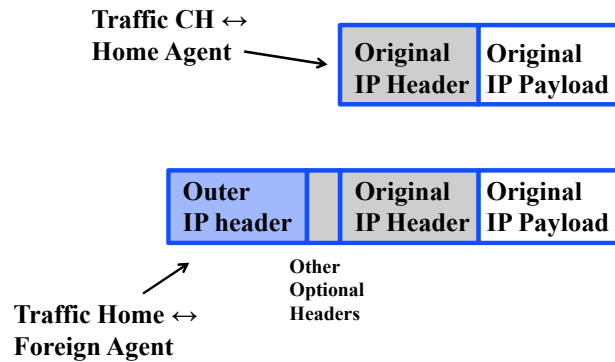 Traffic CH ↔
Home Agent
Original
IP Header
Original
IP Payload
Outer
IP header
Original
IP Header
Original
IP Payload
Other
Optional
Headers
Traffic Home ↔
Foreign Agent